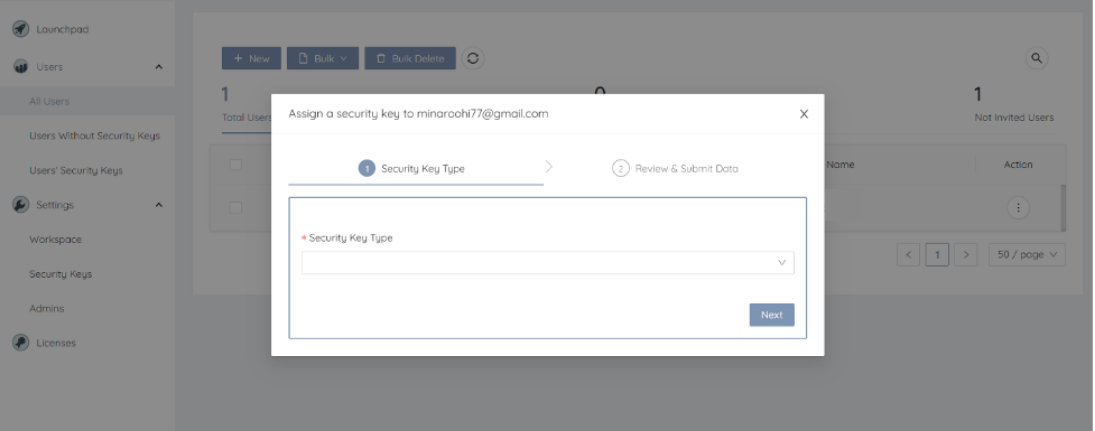 Launchpad
Users
All Users
Users Without Security Keys
Users' Security Keys
Settings
Workspace
Security Keys
Admins
Licenses
+ New
Bulk
Bulk Delete
1
Total Users
0
1
Not Invited Users
Name
Action
< 1 >
50 / page
Assign a security key to minaroohi77@gmail.com
X
1 Security Key Type
2 Review & Submit Data
* Security Key Type
Next